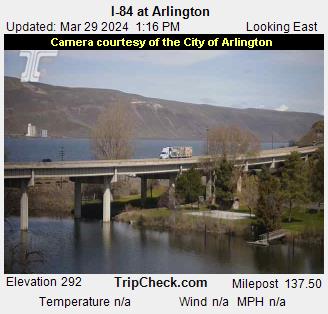 I-84 at Arlington
Updated: Mar 29 2024 1:16 PM Looking East
Camera courtesy of the City of Arlington
Elevation 292 TripCheck.com Milepost 137.50
Temperature n/a Wind n/a MPH n/a